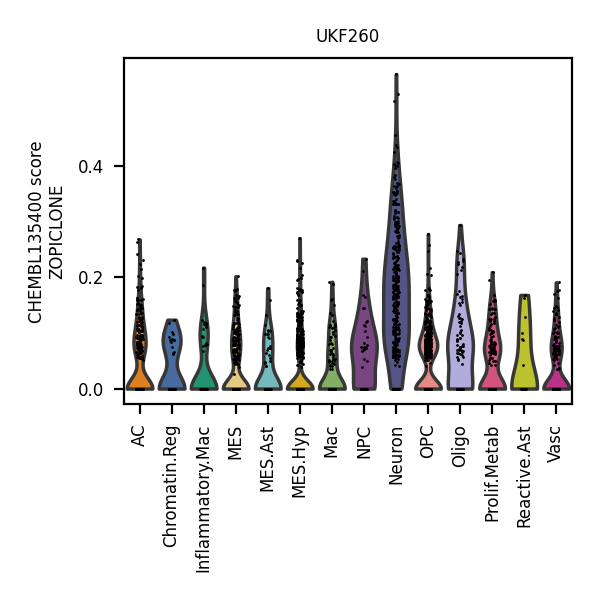 UKF260
CHEMBL135400 score
ZOPICLONE
0.4
0.2
0.0
AC
Chromatin.Reg
Inflammatory.Mac
MES
MES.Ast
MES.Hyp
Mac
NPC
Neuron
OPC
Oligo
Prolif.Metab
Reactive.Ast
Vasc